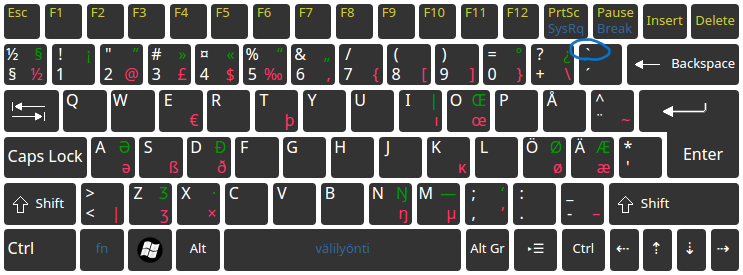 Esc F1 F2 F3 F4 F5 F6 F7 F8 F9 F10 F11 F12 PrtSc Pause Insert Delete
SysRq Break
½ § ! ¡ " ” # » ¤ « % “ & „ / ( ) = ° ? ¿ `
§ ½ 1 2 @ 3 £ 4 $ 5 ‰ 6 ‚ 7 { 8 [ 9 ] 0 } + \ ´ Backspace
Q W E R T Y U I | O Œ P Å ^
€ þ ı œ ¨ ~
Caps Lock A Ə S D Đ F G H J K L Ö Ø Ä Æ * Enter
ə ß ð ĸ ø æ '
Shift > Z Ʒ X · C V B N Ŋ M — ; ‘ : _ Shift
< | ʒ × ŋ µ , ’ . - –
Ctrl fn Alt välilyönti Alt Gr Ctrl